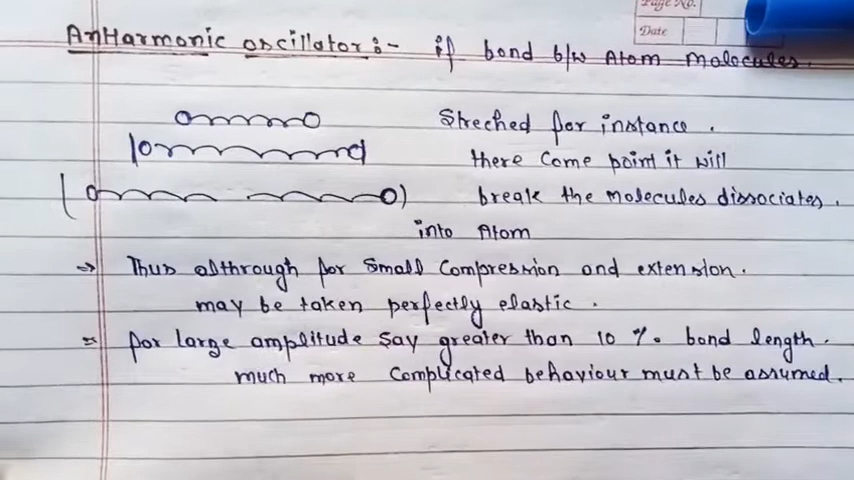 Page No.
Date
AnHarmonic oscillator :- if bond b/w Atom molecules.
Streched for instance.
there come point it will
break the molecules dissociates.
into Atom
⇒ Thus althrough for small compression and extension.
may be taken perfectly elastic.
= for large amplitude say greater than 10 %. bond length.
much more complicated behaviour must be assumed.